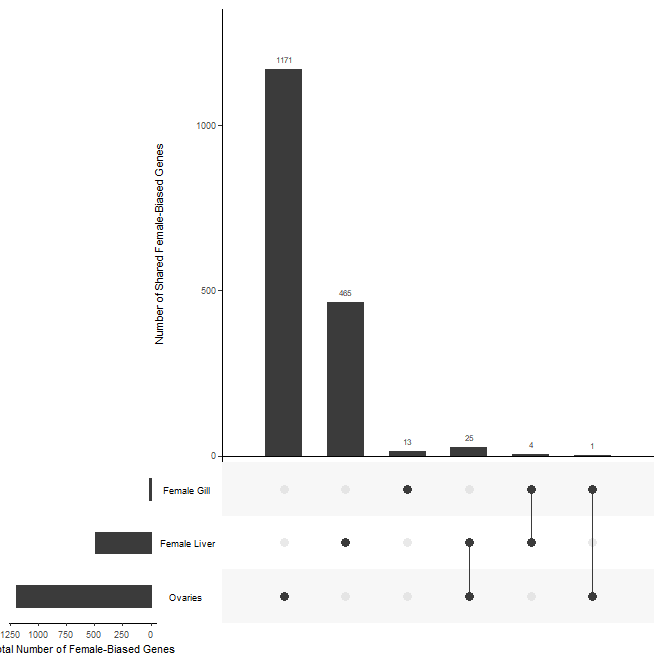 1171
1000
Number of Shared Female-Biased Genes
465
500
13
25
4
1
0
Female Gill
Female Liver
Ovaries
1250 1000 750 500 250 0
Total Number of Female-Biased Genes